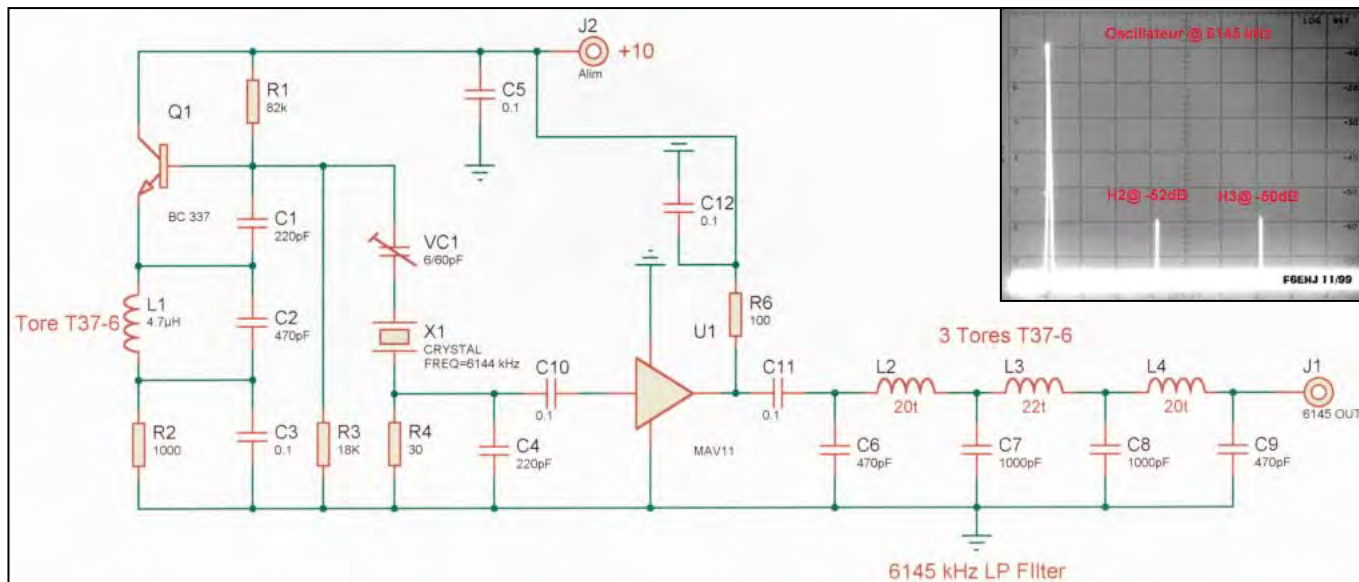 J2
+10
Alim
R1
82k
Q1
BC 337
C5
0.1
C12
0.1
C1
220pF
VC1
6/60pF
L1
4.7µH
Tore T37-6
C2
470pF
X1
CRYSTAL
FREQ=6144 kHz
U1
R6
100
C10
0.1
MAV11
C11
0.1
3 Tores T37-6
L2
20t
L3
22t
L4
20t
J1
6145 OUT
R2
1000
C3
0.1
R3
18K
R4
30
C4
220pF
C6
470pF
C7
1000pF
C8
1000pF
C9
470pF
6145 kHz LP FIlter
LOG REF
Oscillateur @ 6145 kHz
H2@ -52dB
H3@ -50dB
F6EHJ 11/99